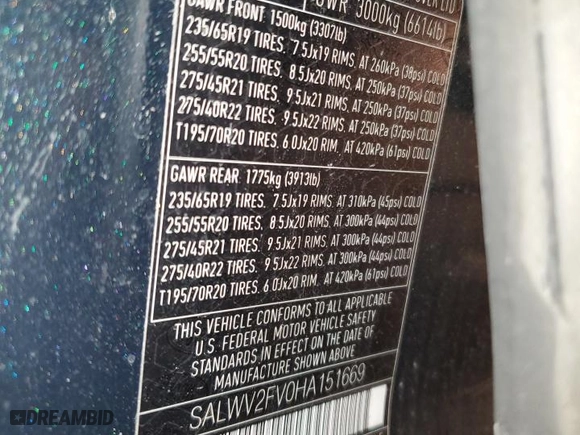 OVER LTD
GVWR 3000kg (6614lb)
GAWR FRONT 1500kg (3307lb)
235/65R19 TIRES, 7.5Jx19 RIMS, AT 260kPa (38psi) COLD
255/55R20 TIRES, 8.5Jx20 RIMS, AT 250kPa (37psi) COLD
275/45R21 TIRES, 9.5Jx21 RIMS, AT 250kPa (37psi) COLD
275/40R22 TIRES, 9.5Jx22 RIMS, AT 250kPa (37psi) COLD
T195/70R20 TIRES, 6.0Jx20 RIM, AT 420kPa (61psi) COLD
GAWR REAR 1775kg (3913lb)
235/65R19 TIRES, 7.5Jx19 RIMS, AT 310kPa (45psi) COLD
255/55R20 TIRES, 8.5Jx20 RIMS, AT 300kPa (44psi) COLD
275/45R21 TIRES, 9.5Jx21 RIMS, AT 300kPa (44psi) COLD
275/40R22 TIRES, 9.5Jx22 RIMS, AT 300kPa (44psi) COLD
T195/70R20 TIRES, 6.0Jx20 RIM, AT 420kPa (61psi) COLD
THIS VEHICLE CONFORMS TO ALL APPLICABLE
U.S. FEDERAL MOTOR VEHICLE SAFETY
STANDARDS IN EFFECT ON THE DATE OF
MANUFACTURE SHOWN ABOVE
SALWV2FV0HA151669
DREAMBID